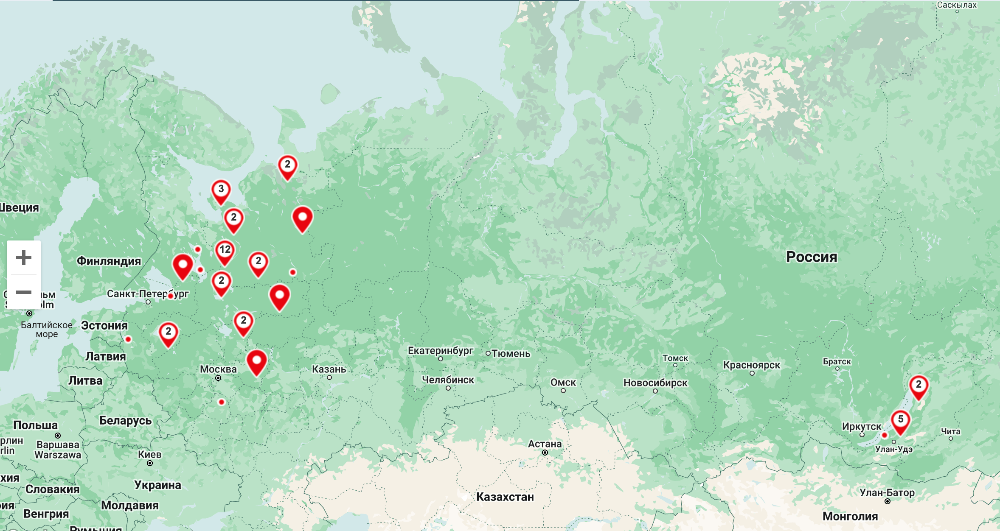 Саскылах
2
3
Швеция
2
12
2
Россия
Финляндия
2
Санкт-Петербург
Балтийское
море
Эстония
2
2
Екатеринбург
Тюмень
Латвия
Томск
Братск
Москва
Казань
Красноярск
Литва
Челябинск
Омск
Новосибирск
2
5
Польша
Беларусь
Иркутск
Чита
Варшава
Warszawa
Астана
Улан-Удэ
Киев
Украина
Словакия
Казахстан
Улан-Батор
Молдавия
Венгрия
Монголия
Румыния